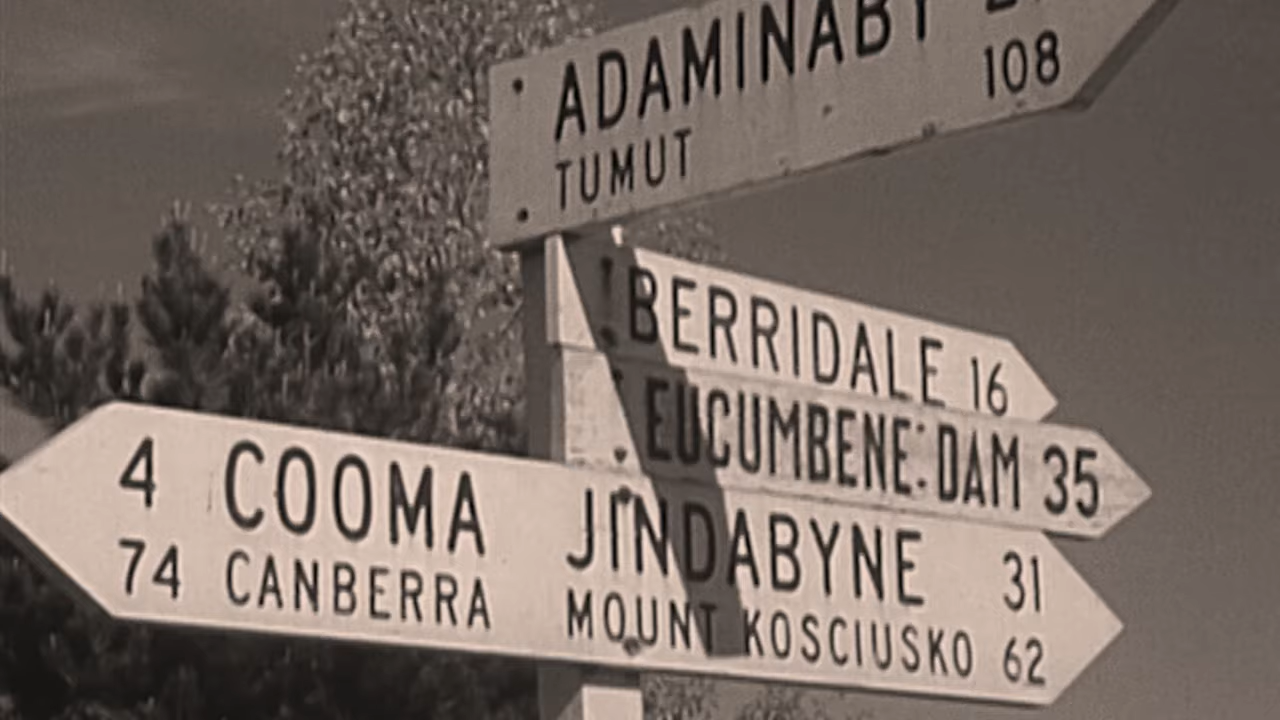 ADAMINABY
TUMUT 108
BERRIDALE 16
EUCUMBENE DAM 35
4 COOMA
74 CANBERRA
JINDABYNE 31
MOUNT KOSCIUSKO 62